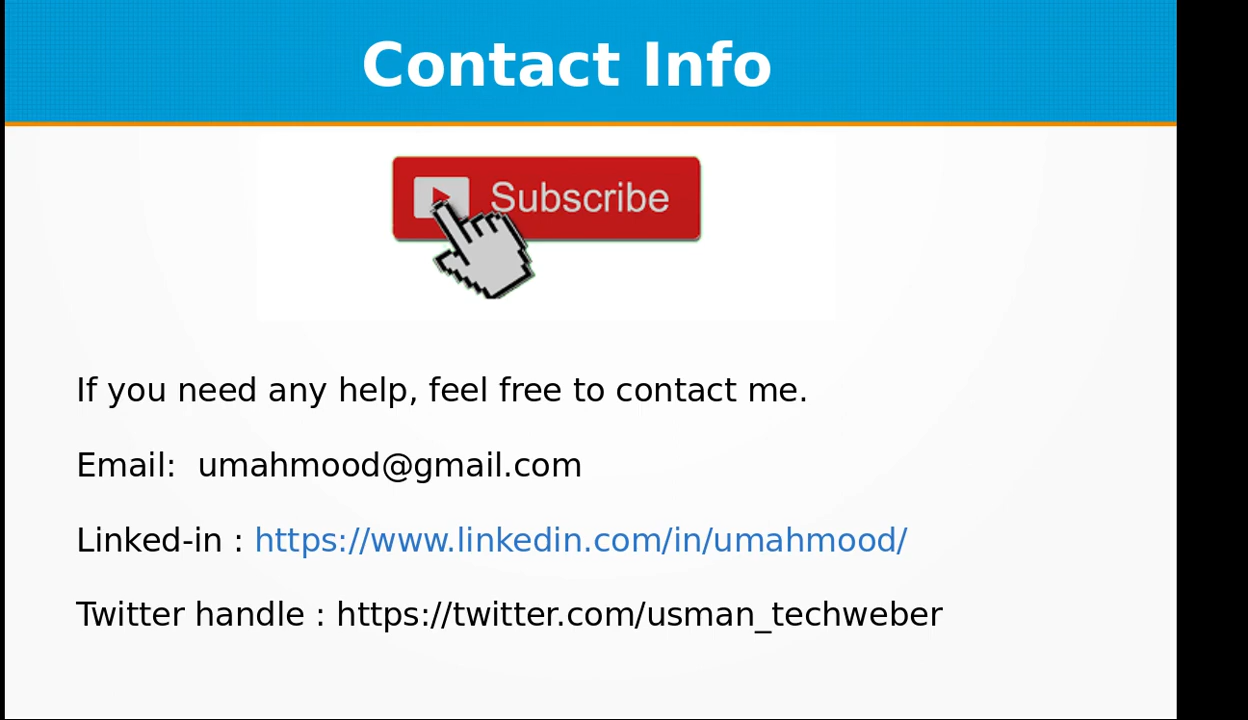 Contact Info
Subscribe
If you need any help, feel free to contact me.
Email:  umahmood@gmail.com
Linked-in : https://www.linkedin.com/in/umahmood/
Twitter handle : https://twitter.com/usman_techweber